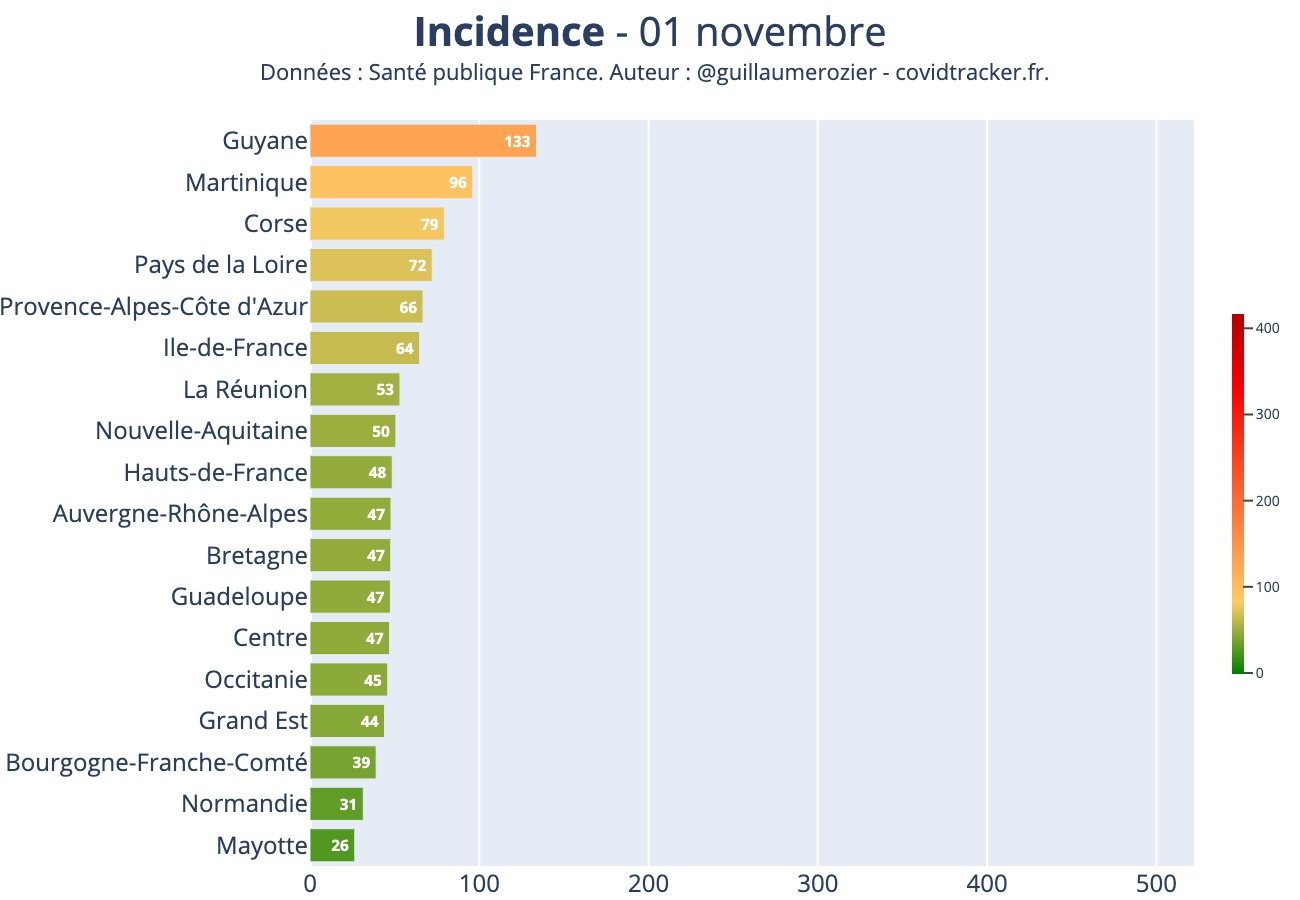 Incidence - 01 novembre
Données : Santé publique France. Auteur : @guillaumerozier - covidtracker.fr.
Guyane 133
Martinique 96
Corse 79
Pays de la Loire 72
Provence-Alpes-Côte d'Azur 66
Ile-de-France 64
La Réunion 53
Nouvelle-Aquitaine 50
Hauts-de-France 48
Auvergne-Rhône-Alpes 47
Bretagne 47
Guadeloupe 47
Centre 47
Occitanie 45
Grand Est 44
Bourgogne-Franche-Comté 39
Normandie 31
Mayotte 26
0 100 200 300 400 500
400
300
200
100
0